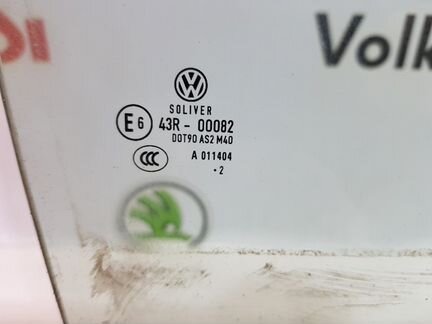 Volk
SOLIVER
E6 43R - 00082
DOT90 AS2 M40
CCC A 011404
· 2